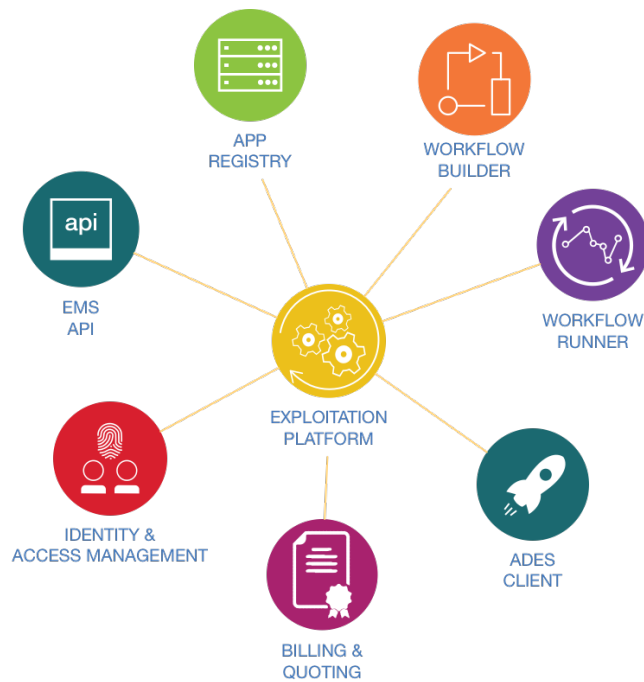 APP
REGISTRY
WORKFLOW
BUILDER
api
EMS
API
WORKFLOW
RUNNER
EXPLOITATION
PLATFORM
IDENTITY &
ACCESS MANAGEMENT
ADES
CLIENT
BILLING &
QUOTING